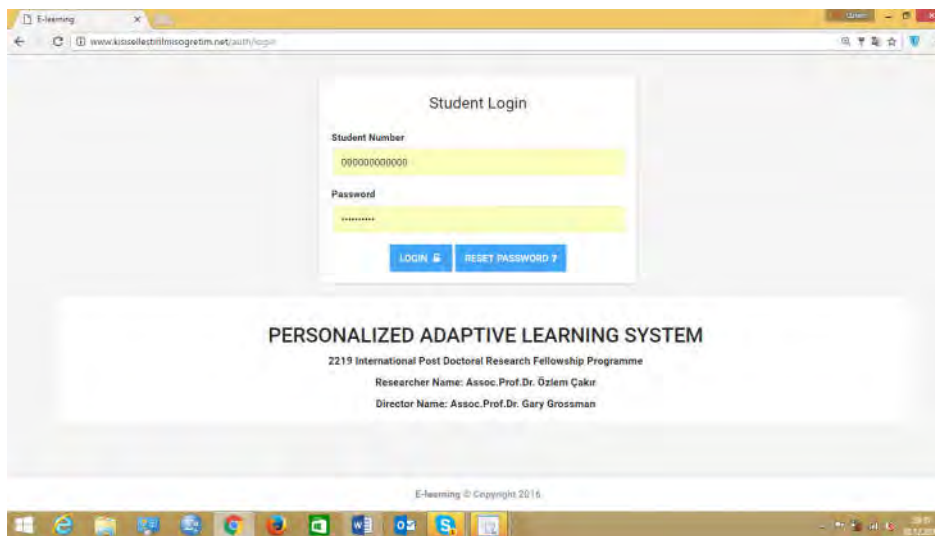 E-learning
www.kisisellestirilmisogretim.net/auth/login
Student Login
Student Number
000000000000
Password
LOGIN
RESET PASSWORD ?
PERSONALIZED ADAPTIVE LEARNING SYSTEM
2219 International Post Doctoral Research Fellowship Programme
Researcher Name: Assoc.Prof.Dr. Özlem Çakır
Director Name: Assoc.Prof.Dr. Gary Grossman
E-learning © Copyright 2016